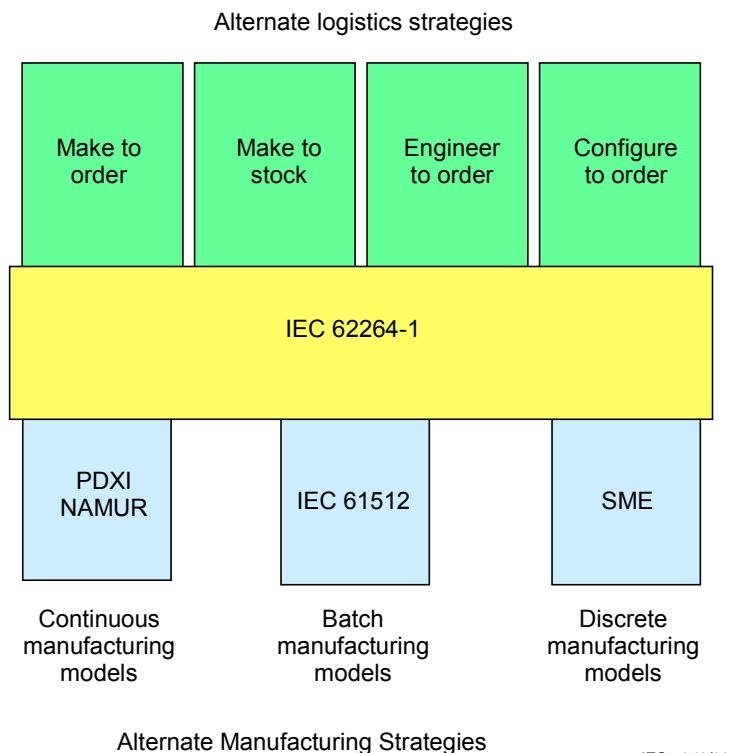 Alternate logistics strategies
Make to
order
Make to
stock
Engineer
to order
Configure
to order
IEC 62264-1
PDXI
NAMUR
IEC 61512
SME
Continuous
manufacturing
models
Batch
manufacturing
models
Discrete
manufacturing
models
Alternate Manufacturing Strategies